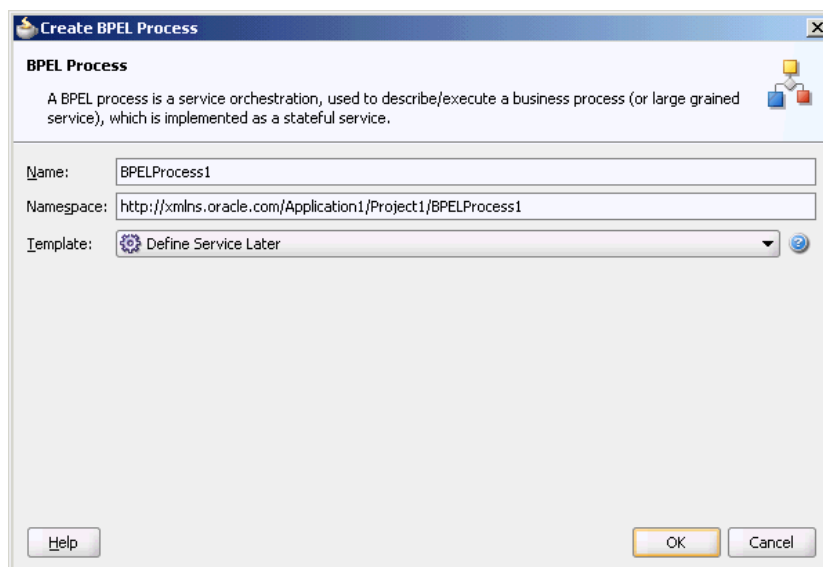 Create BPEL Process
BPEL Process
A BPEL process is a service orchestration, used to describe/execute a business process (or large grained
service), which is implemented as a stateful service.
Name: BPELProcess1
Namespace: http://xmlns.oracle.com/Application1/Project1/BPELProcess1
Template: Define Service Later
Help OK Cancel